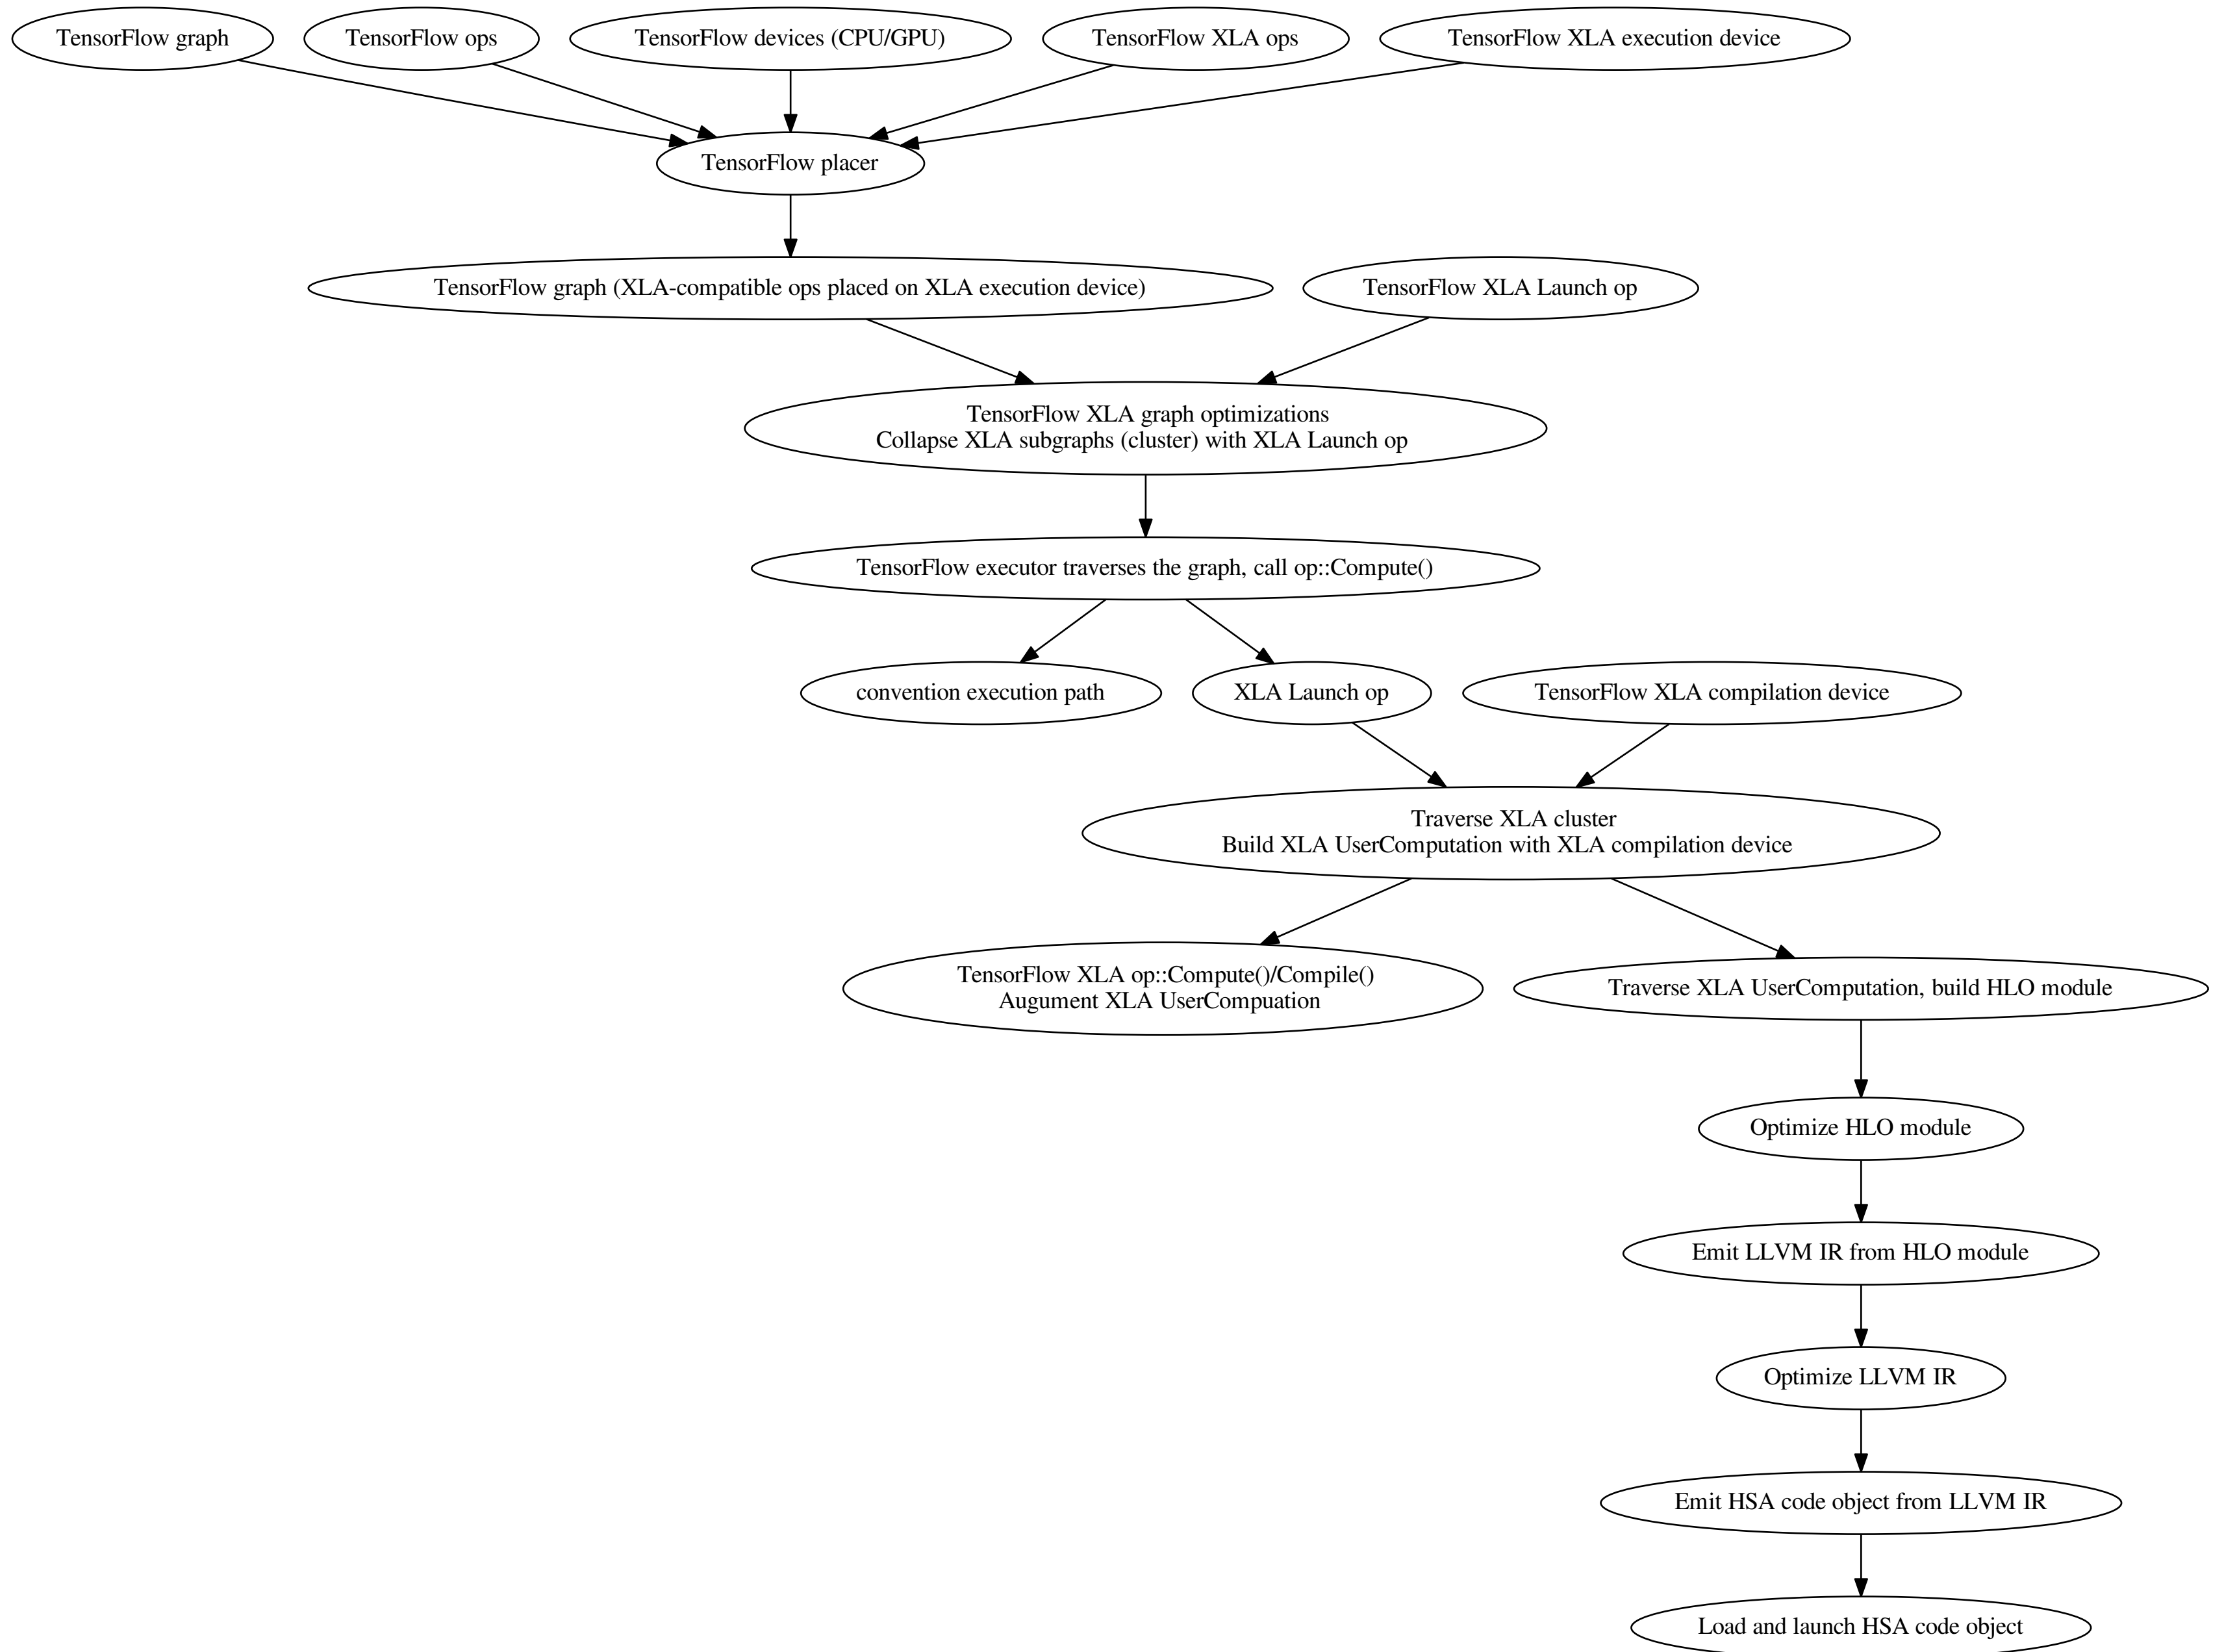 TensorFlow graph
TensorFlow ops
TensorFlow devices (CPU/GPU)
TensorFlow XLA ops
TensorFlow XLA execution device
TensorFlow placer
TensorFlow graph (XLA-compatible ops placed on XLA execution device)
TensorFlow XLA Launch op
TensorFlow XLA graph optimizations
Collapse XLA subgraphs (cluster) with XLA Launch op
TensorFlow executor traverses the graph, call op::Compute()
convention execution path
XLA Launch op
TensorFlow XLA compilation device
Traverse XLA cluster
Build XLA UserComputation with XLA compilation device
TensorFlow XLA op::Compute()/Compile()
Augument XLA UserCompuation
Traverse XLA UserComputation, build HLO module
Optimize HLO module
Emit LLVM IR from HLO module
Optimize LLVM IR
Emit HSA code object from LLVM IR
Load and launch HSA code object